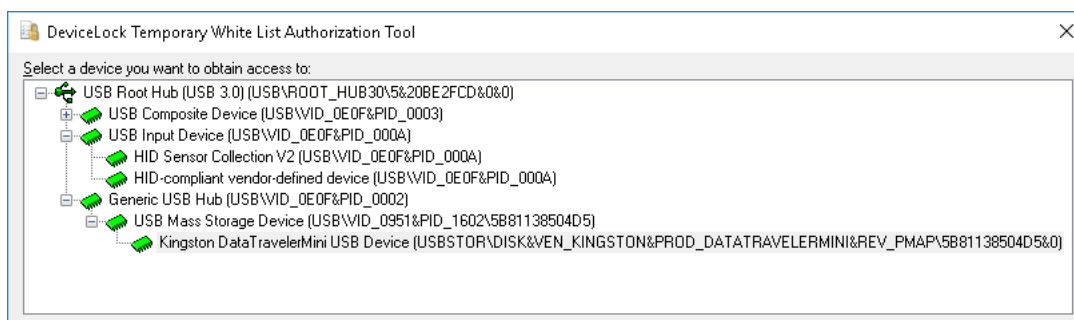 DeviceLock Temporary White List Authorization Tool
Select a device you want to obtain access to:
USB Root Hub (USB 3.0) (USB\ROOT_HUB30\5&20BE2FCD&0&0)
USB Composite Device (USB\VID_0E0F&PID_0003)
USB Input Device (USB\VID_0E0F&PID_000A)
HID Sensor Collection V2 (USB\VID_0E0F&PID_000A)
HID-compliant vendor-defined device (USB\VID_0E0F&PID_000A)
Generic USB Hub (USB\VID_0E0F&PID_0002)
USB Mass Storage Device (USB\VID_0951&PID_1602\5B81138504D5)
Kingston DataTravelerMini USB Device (USBSTOR\DISK&VEN_KINGSTON&PROD_DATATRAVELERMINI&REV_PMAP\5B81138504D5&0)